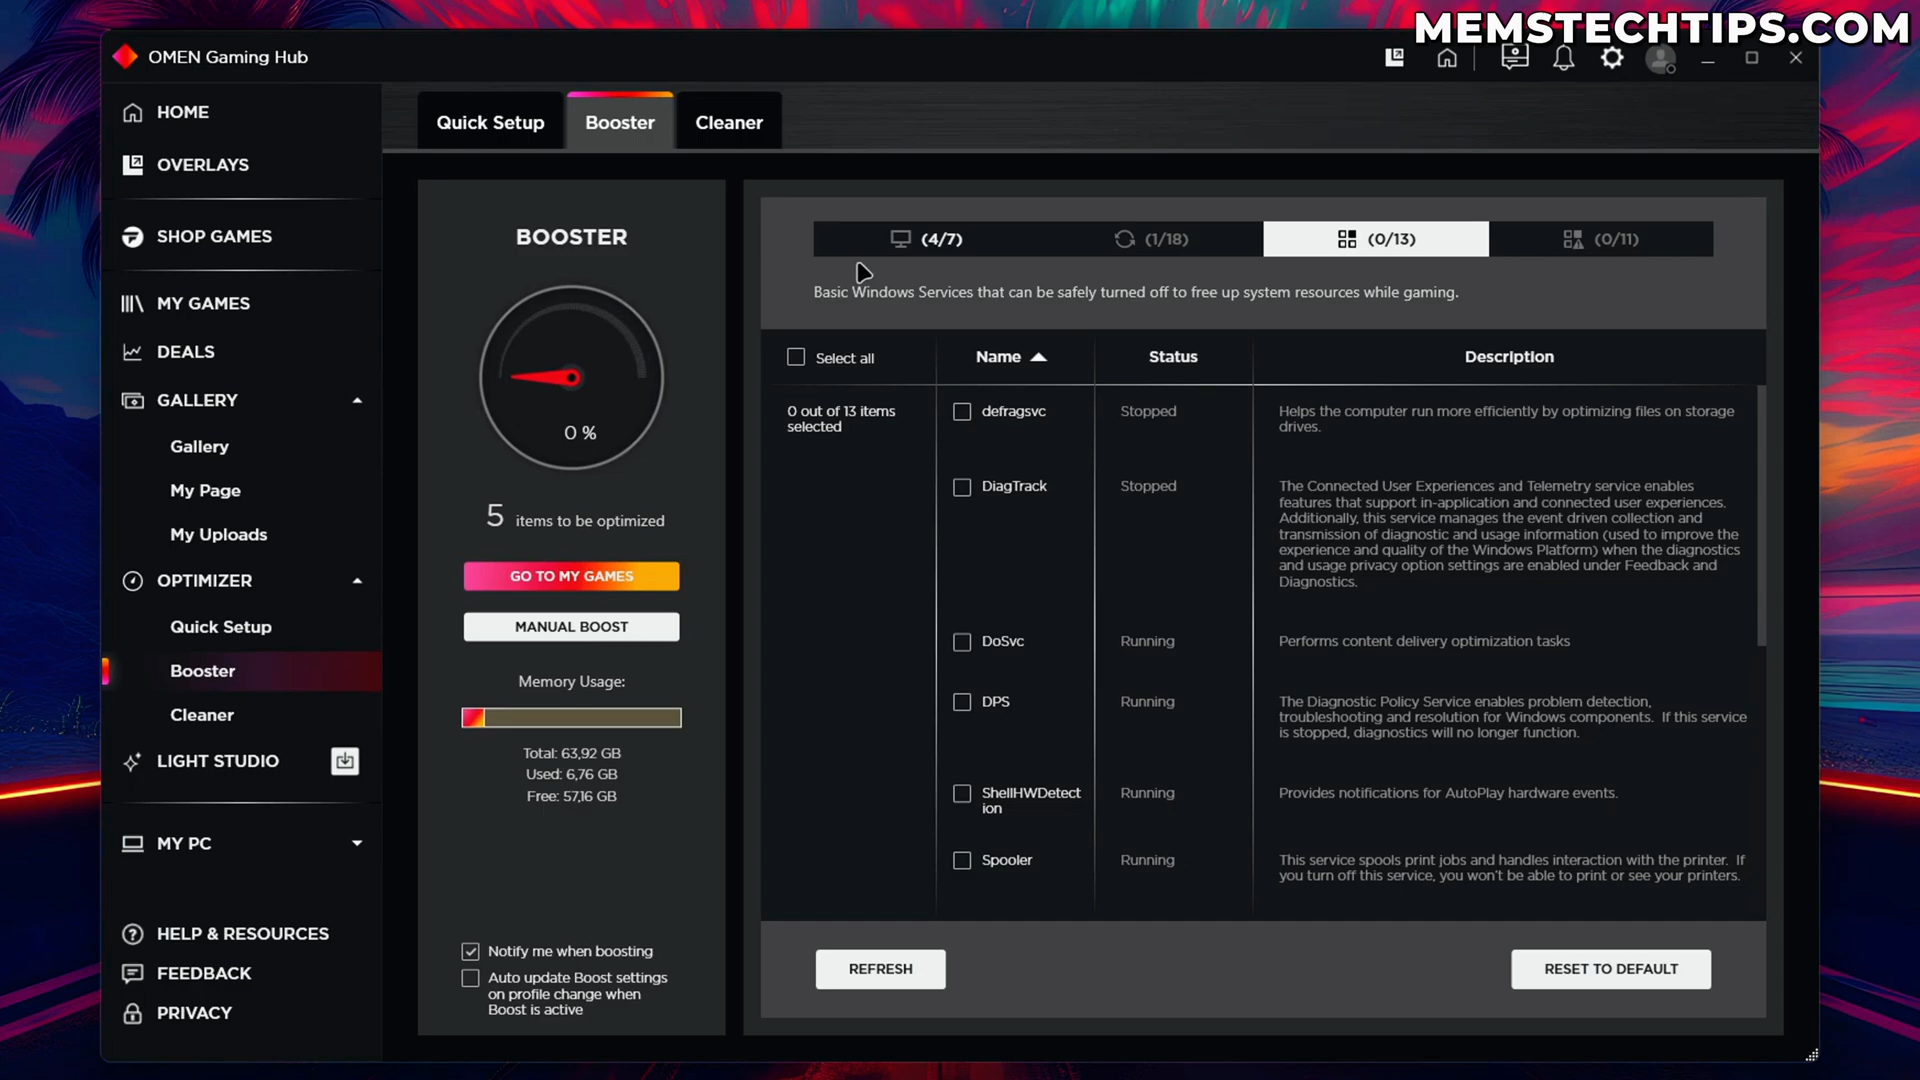 MEMSTECHTIPS.COM
OMEN Gaming Hub
HOME
OVERLAYS
SHOP GAMES
MY GAMES
DEALS
GALLERY
Gallery
My Page
My Uploads
OPTIMIZER
Quick Setup
Booster
Cleaner
LIGHT STUDIO
MY PC
HELP & RESOURCES
FEEDBACK
PRIVACY
Quick Setup
Booster
Cleaner
BOOSTER
0 %
5 items to be optimized
GO TO MY GAMES
MANUAL BOOST
Memory Usage:
Total: 63,92 GB
Used: 6,76 GB
Free: 57,16 GB
Notify me when boosting
Auto update Boost settings
on profile change when
Boost is active
(4/7)
(1/18)
(0/13)
(0/11)
Basic Windows Services that can be safely turned off to free up system resources while gaming.
Select all
Name
Status
Description
0 out of 13 items
selected
defragsvc
Stopped
Helps the computer run more efficiently by optimizing files on storage
drives.
DiagTrack
Stopped
The Connected User Experiences and Telemetry service enables
features that support in-application and connected user experiences.
Additionally, this service manages the event driven collection and
transmission of diagnostic and usage information (used to improve the
experience and quality of the Windows Platform) when the diagnostics
and usage privacy option settings are enabled under Feedback and
Diagnostics.
DoSvc
Running
Performs content delivery optimization tasks
DPS
Running
The Diagnostic Policy Service enables problem detection,
troubleshooting and resolution for Windows components. If this service
is stopped, diagnostics will no longer function.
ShellHWDetect
ion
Running
Provides notifications for AutoPlay hardware events.
Spooler
Running
This service spools print jobs and handles interaction with the printer. If
you turn off this service, you won't be able to print or see your printers.
REFRESH
RESET TO DEFAULT